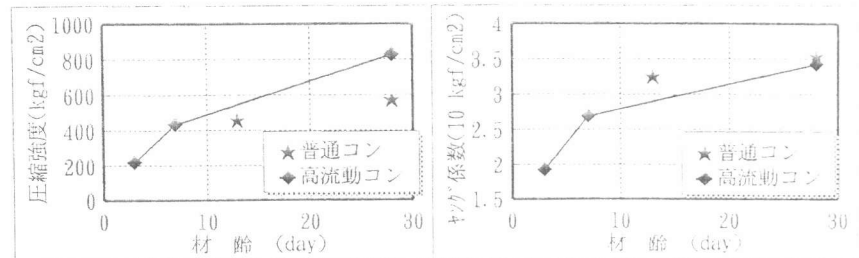 圧縮強度(kgf/cm2)
1000
800
600
400
200
0
0 10 20 30
材 齢 (day)
★普通コン
◆高流動コン
ヤング係数(10 kgf/cm2)
4
3.5
3
2.5
2
1.5
0 10 20 30
材 齢 (day)
★普通コン
◆高流動コン